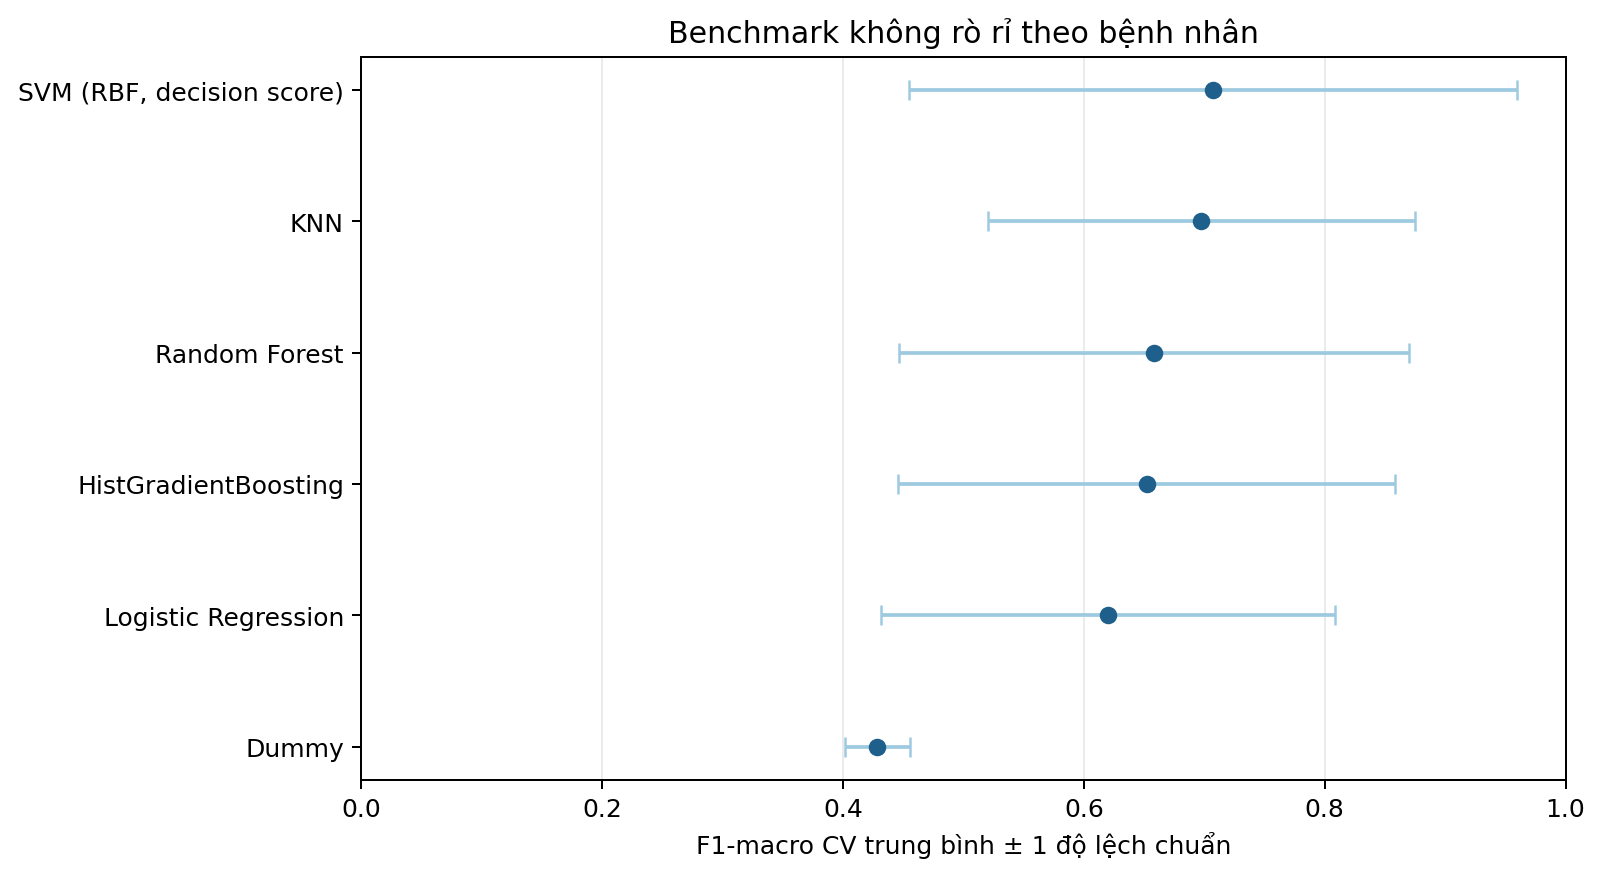 Benchmark không rò rỉ theo bệnh nhân
SVM (RBF, decision score)
KNN
Random Forest
HistGradientBoosting
Logistic Regression
Dummy
0.0 0.2 0.4 0.6 0.8 1.0
F1-macro CV trung bình ± 1 độ lệch chuẩn